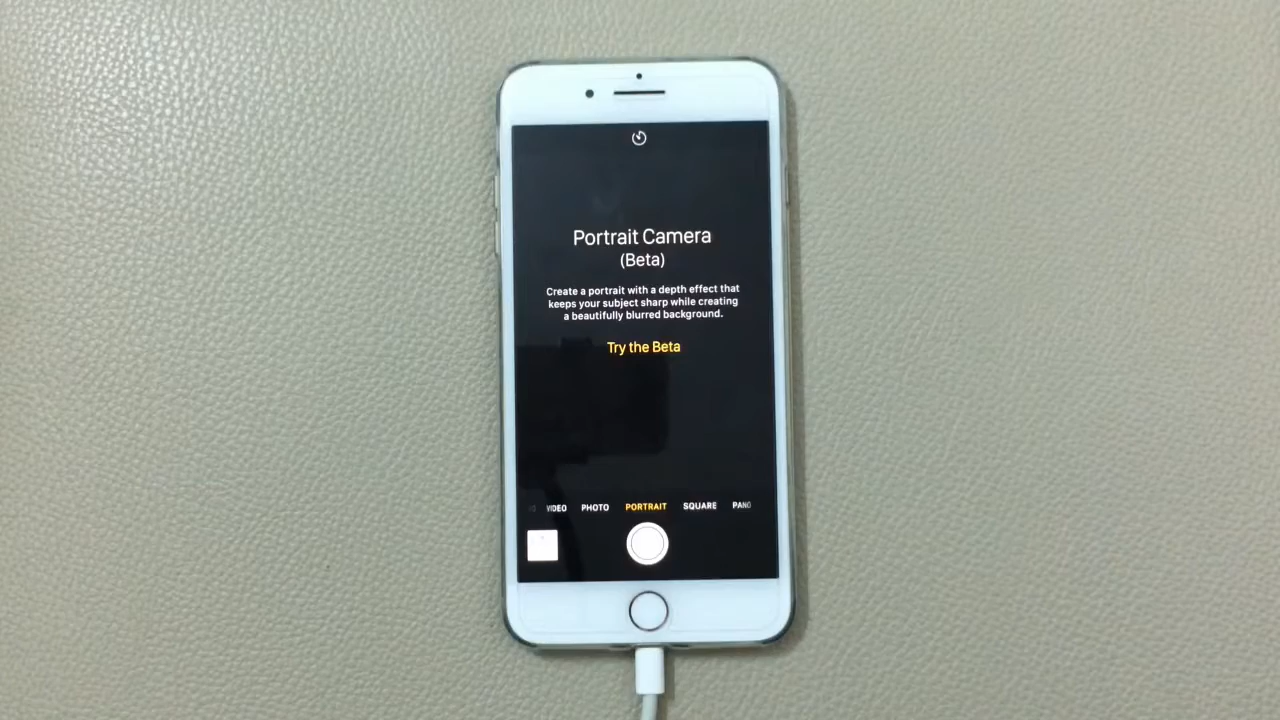 Portrait Camera
(Beta)
Create a portrait with a depth effect that
keeps your subject sharp while creating
a beautifully blurred background.
Try the Beta
VIDEO PHOTO PORTRAIT SQUARE PANO